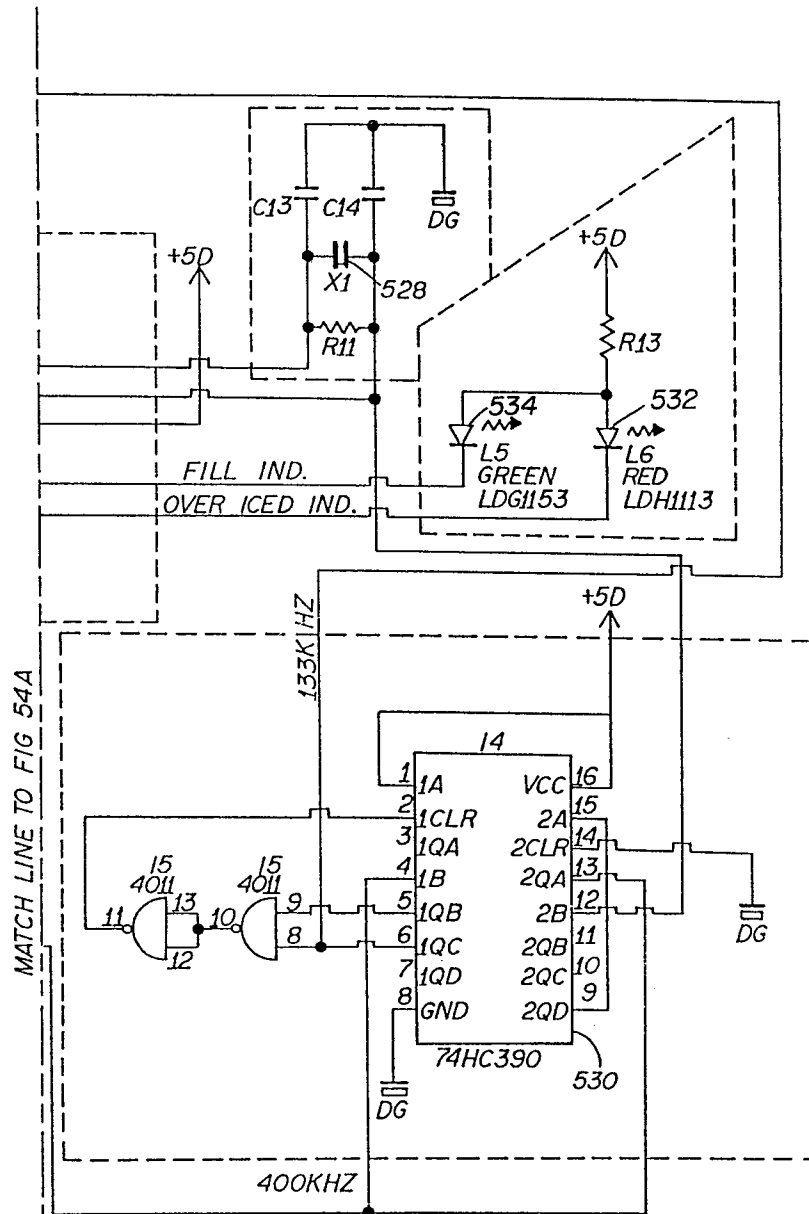 C13
C14
DG
+5D
X1
528
R11
+5D
R13
534
532
L5
GREEN
LDG1153
L6
RED
LDH1113
FILL IND.
OVER ICED IND.
+5D
133KHZ
MATCH LINE TO FIG 54A
I4
1 1A VCC 16
2 1CLR 2A 15
3 1QA 2CLR 14
4 1B 2QA 13
5 1QB 2B 12
6 1QC 2QB 11
7 1QD 2QC 10
8 GND 2QD 9
74HC390
530
I5
4011
11
13
12
I5
4011
10
9
8
DG
DG
400KHZ